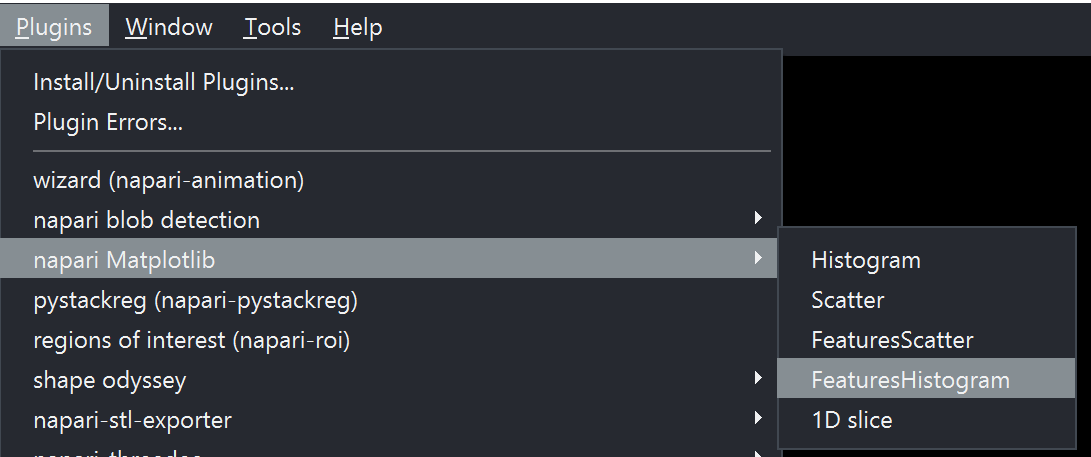 Plugins Window Tools Help
Install/Uninstall Plugins...
Plugin Errors...
wizard (napari-animation)
napari blob detection
napari Matplotlib
pystackreg (napari-pystackreg)
regions of interest (napari-roi)
shape odyssey
napari-stl-exporter
Histogram
Scatter
FeaturesScatter
FeaturesHistogram
1D slice